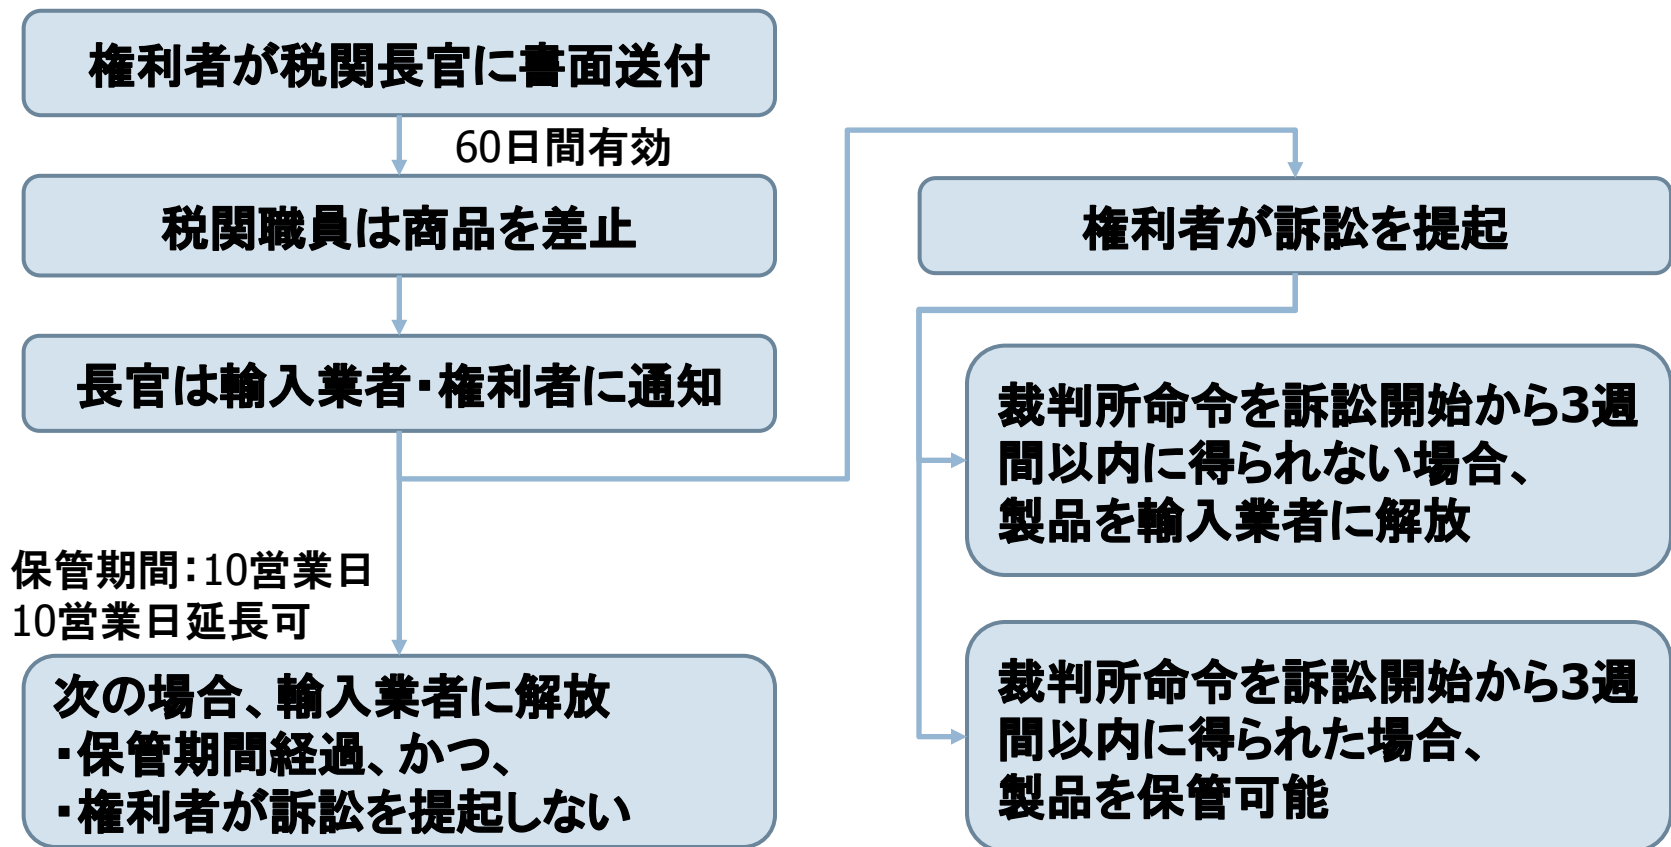 権利者が税関長官に書面送付
60日間有効
税関職員は商品を差止
長官は輸入業者・権利者に通知
保管期間：10営業日
10営業日延長可
次の場合、輸入業者に解放
・保管期間経過、かつ、
・権利者が訴訟を提起しない
権利者が訴訟を提起
裁判所命令を訴訟開始から3週
間以内に得られない場合、
製品を輸入業者に解放
裁判所命令を訴訟開始から3週
間以内に得られた場合、
製品を保管可能